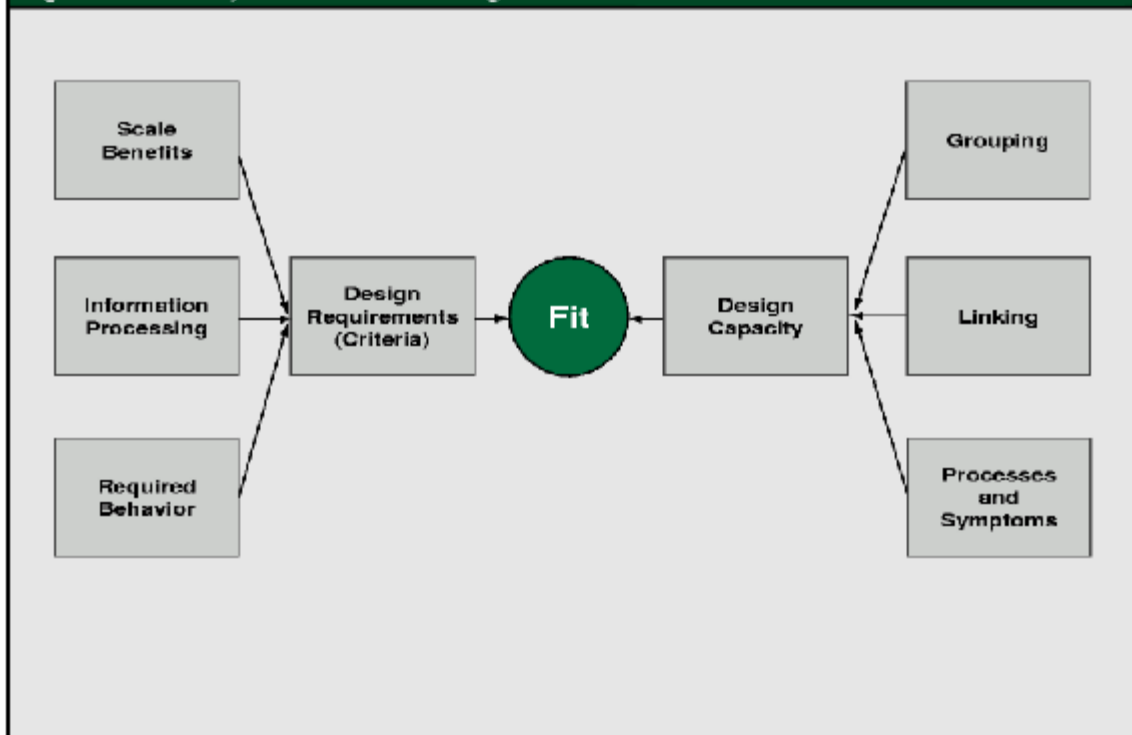 Scale
Benefits
Grouping
Information
Processing
Design
Requirements
(Criteria)
Fit
Design
Capacity
Linking
Required
Behavior
Processes
and
Symptoms